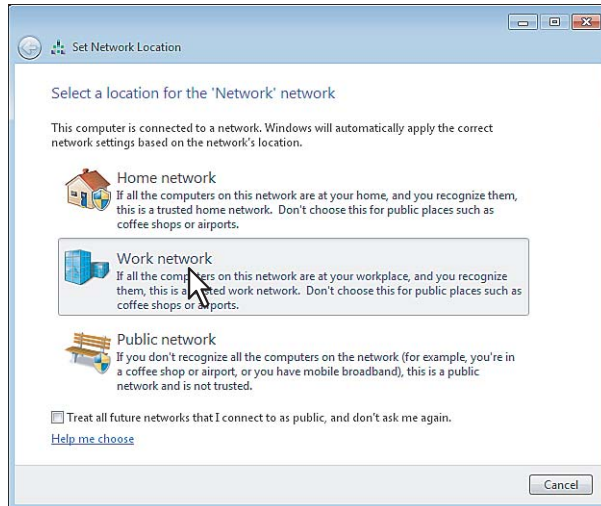 Set Network Location
Select a location for the 'Network' network
This computer is connected to a network. Windows will automatically apply the correct
network settings based on the network's location.
Home network
If all the computers on this network are at your home, and you recognize them,
this is a trusted home network. Don't choose this for public places such as
coffee shops or airports.
Work network
If all the computers on this network are at your workplace, and you recognize
them, this is a trusted work network. Don't choose this for public places such as
coffee shops or airports.
Public network
If you don't recognize all the computers on the network (for example, you're in
a coffee shop or airport, or you have mobile broadband), this is a public
network and is not trusted.
Treat all future networks that I connect to as public, and don't ask me again.
Help me choose
Cancel